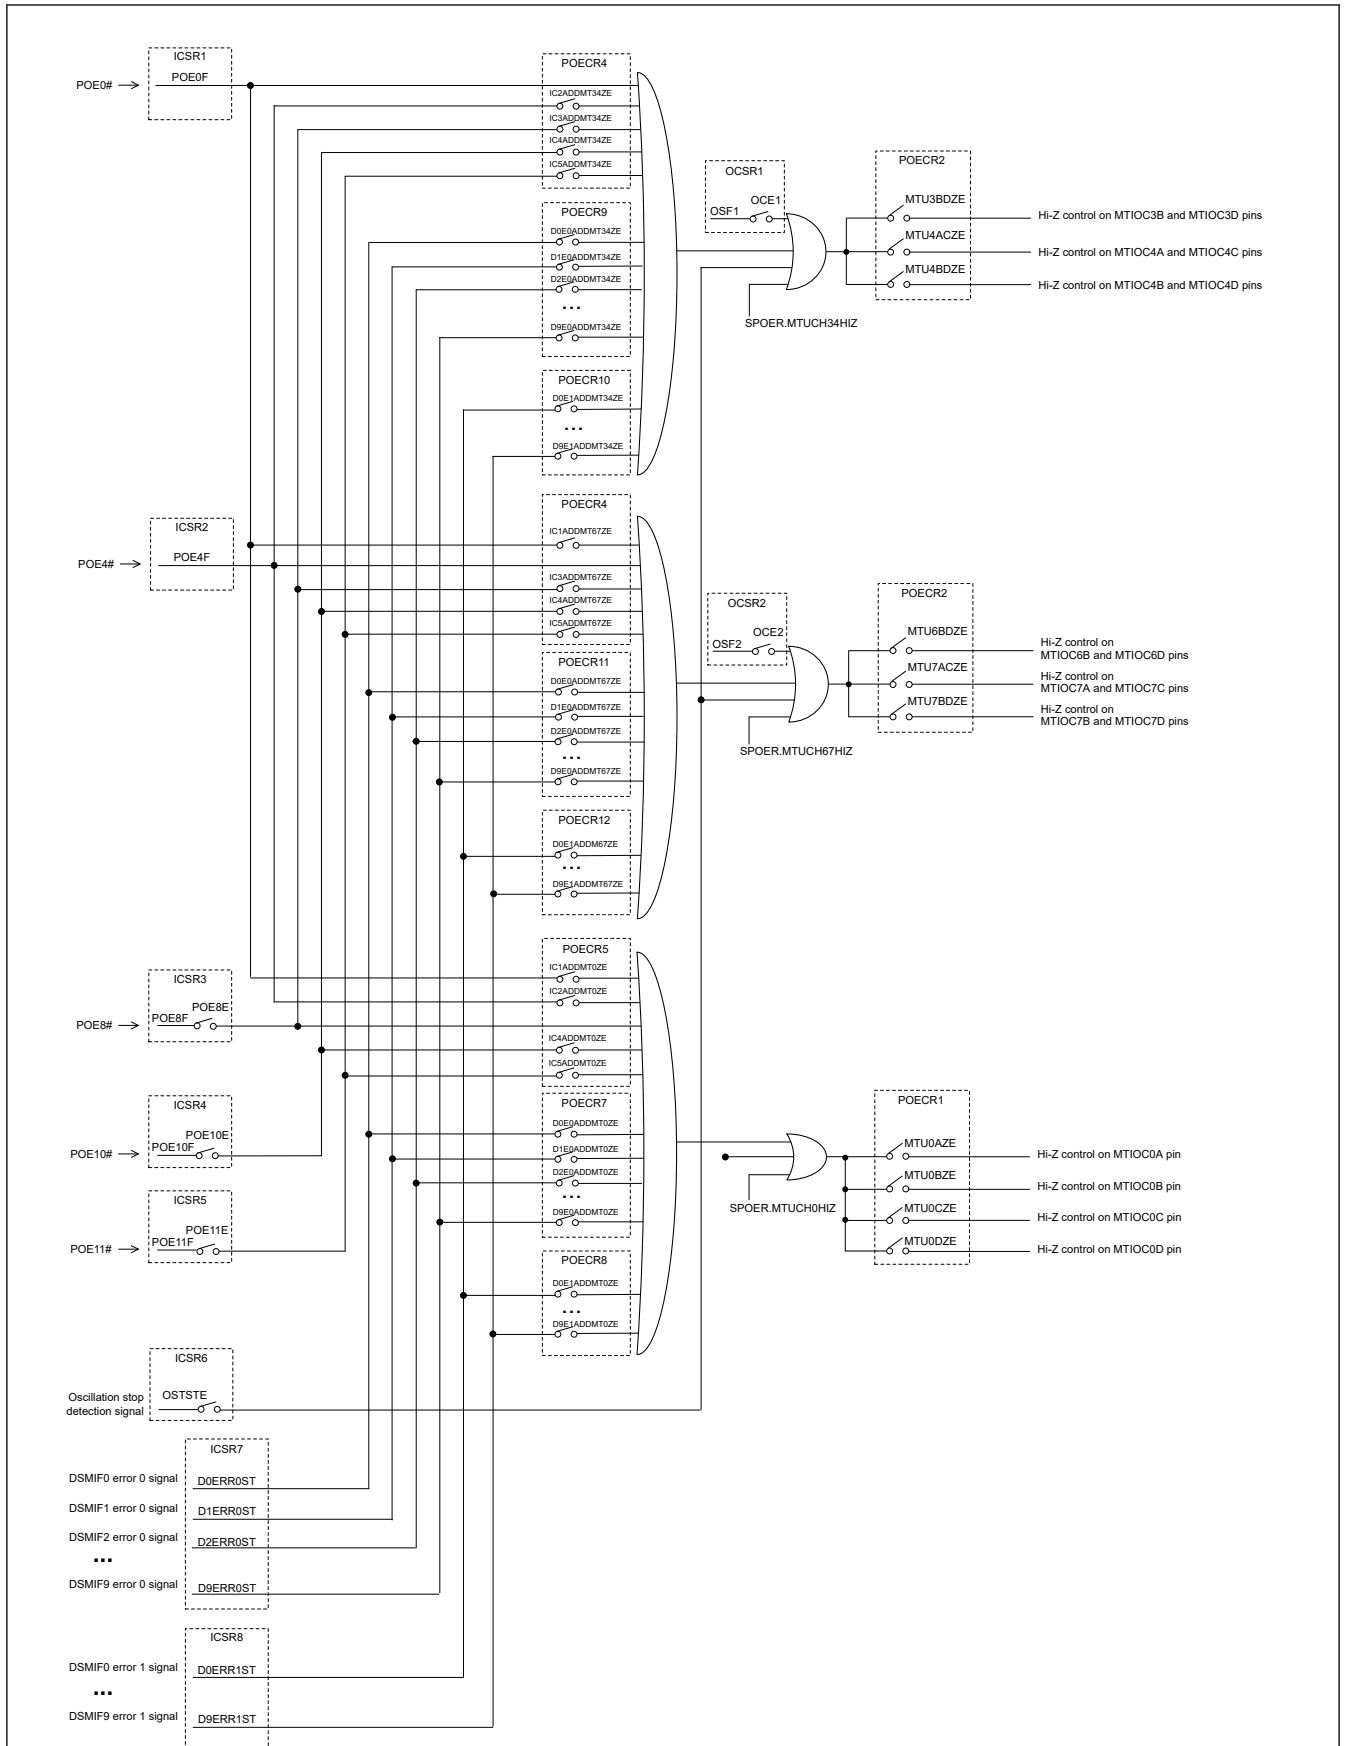 ICSR1
POE0#
POE0F
POECR4
IC2ADDMT34ZE
IC3ADDMT34ZE
IC4ADDMT34ZE
IC5ADDMT34ZE
POECR9
D0E0ADDMT34ZE
D1E0ADDMT34ZE
D2E0ADDMT34ZE
...
D9E0ADDMT34ZE
POECR10
D0E1ADDMT34ZE
...
D9E1ADDMT34ZE
OCSR1
OSF1
OCE1
SPOER.MTUCH34HIZ
POECR2
MTU3BDZE
Hi-Z control on MTIOC3B and MTIOC3D pins
MTU4ACZE
Hi-Z control on MTIOC4A and MTIOC4C pins
MTU4BDZE
Hi-Z control on MTIOC4B and MTIOC4D pins
ICSR2
POE4#
POE4F
POECR4
IC1ADDMT67ZE
IC3ADDMT67ZE
IC4ADDMT67ZE
IC5ADDMT67ZE
POECR11
D0E0ADDMT67ZE
D1E0ADDMT67ZE
D2E0ADDMT67ZE
...
D9E0ADDMT67ZE
POECR12
D0E1ADDM67ZE
...
D9E1ADDMT67ZE
OCSR2
OSF2
OCE2
SPOER.MTUCH67HIZ
POECR2
MTU6BDZE
Hi-Z control on
MTIOC6B and MTIOC6D pins
MTU7ACZE
Hi-Z control on
MTIOC7A and MTIOC7C pins
MTU7BDZE
Hi-Z control on
MTIOC7B and MTIOC7D pins
ICSR3
POE8#
POE8F
POE8E
ICSR4
POE10#
POE10F
POE10E
ICSR5
POE11#
POE11F
POE11E
POECR5
IC1ADDMT0ZE
IC2ADDMT0ZE
IC4ADDMT0ZE
IC5ADDMT0ZE
POECR7
D0E0ADDMT0ZE
D1E0ADDMT0ZE
D2E0ADDMT0ZE
...
D9E0ADDMT0ZE
POECR8
D0E1ADDMT0ZE
...
D9E1ADDMT0ZE
SPOER.MTUCH0HIZ
POECR1
MTU0AZE
Hi-Z control on MTIOC0A pin
MTU0BZE
Hi-Z control on MTIOC0B pin
MTU0CZE
Hi-Z control on MTIOC0C pin
MTU0DZE
Hi-Z control on MTIOC0D pin
ICSR6
Oscillation stop
detection signal
OSTSTE
ICSR7
DSMIF0 error 0 signal
D0ERR0ST
DSMIF1 error 0 signal
D1ERR0ST
DSMIF2 error 0 signal
D2ERR0ST
...
DSMIF9 error 0 signal
D9ERR0ST
ICSR8
DSMIF0 error 1 signal
D0ERR1ST
...
DSMIF9 error 1 signal
D9ERR1ST